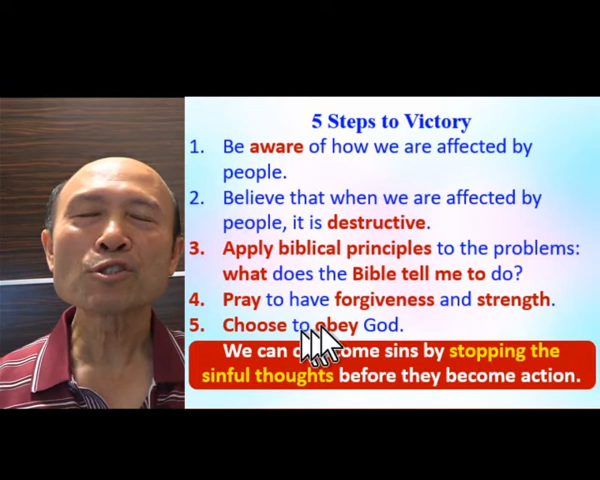 5 Steps to Victory
1. Be aware of how we are affected by
people.
2. Believe that when we are affected by
people, it is destructive.
3. Apply biblical principles to the problems:
what does the Bible tell me to do?
4. Pray to have forgiveness and strength.
5. Choose to obey God.
We can sins by stopping the
sinful thoughts before they become action.